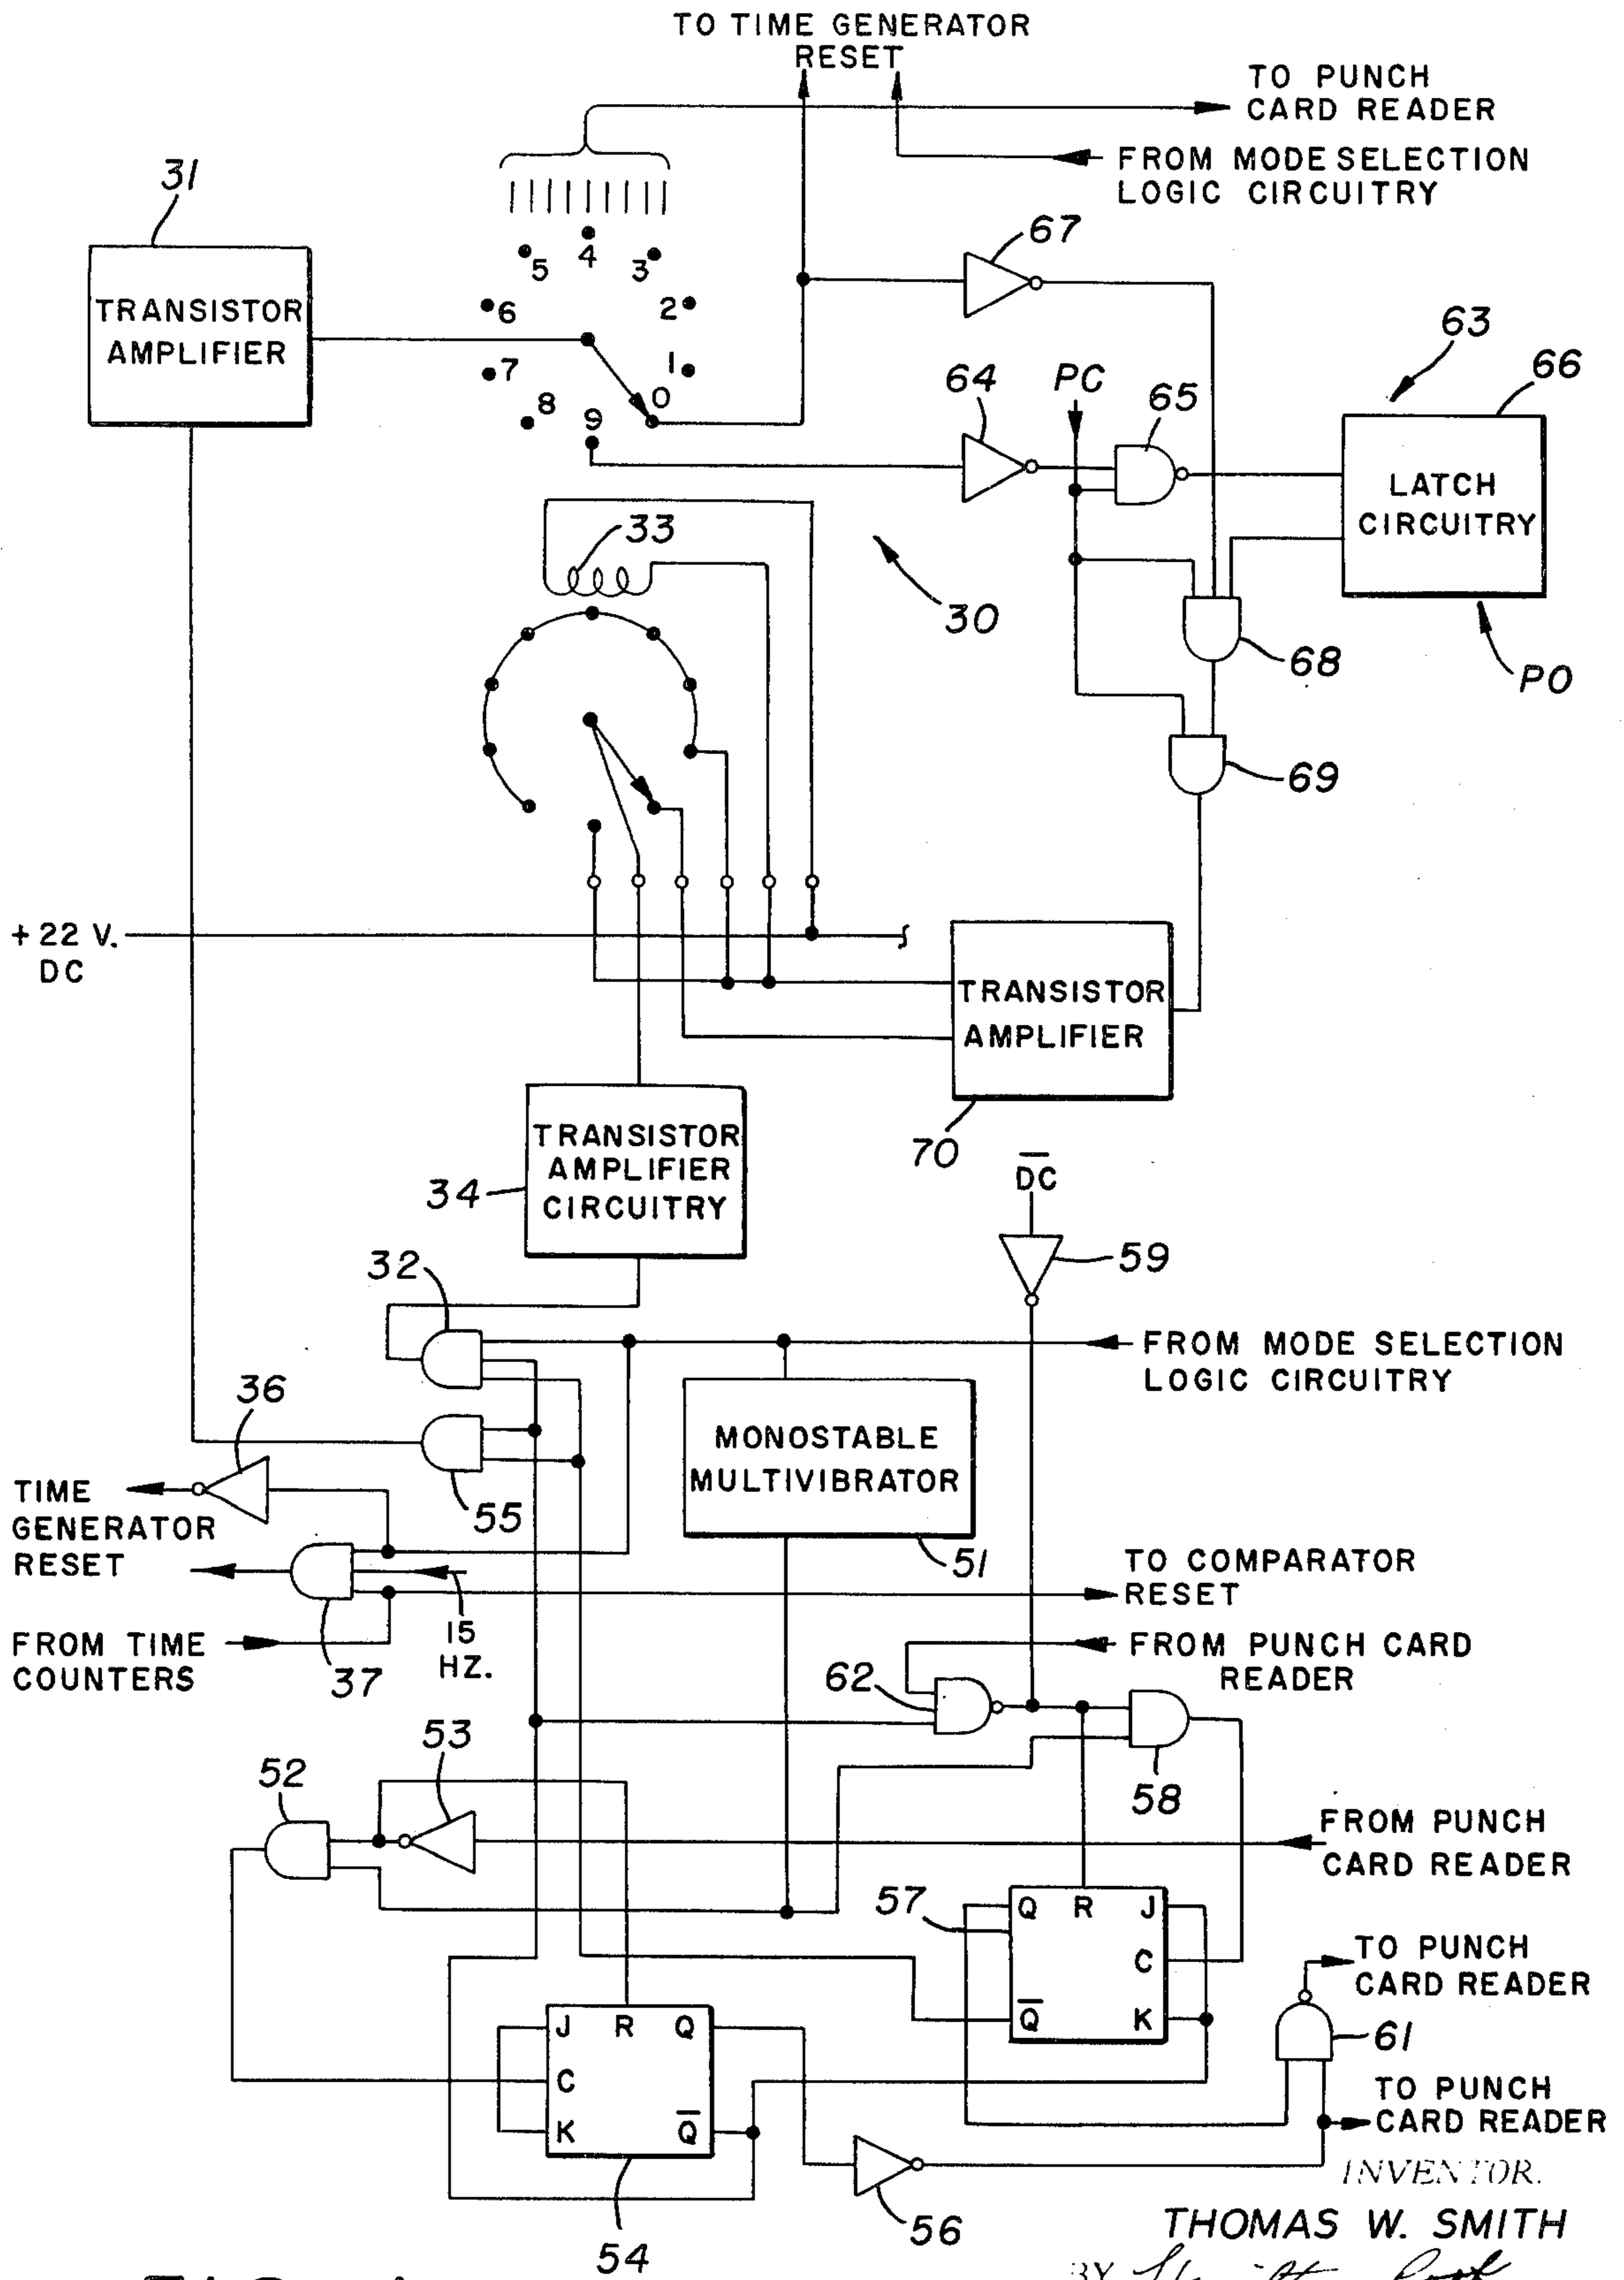 TO TIME GENERATOR
RESET
TO PUNCH
CARD READER
FROM MODE SELECTION
LOGIC CIRCUITRY
31
TRANSISTOR
AMPLIFIER
5
4
3
6
2
7
1
8
9
0
67
64
PC
65
63
66
LATCH
CIRCUITRY
33
30
68
PO
69
+22 V.
DC
TRANSISTOR
AMPLIFIER
70
TRANSISTOR
AMPLIFIER
CIRCUITRY
34
D̅C̅
59
32
FROM MODE SELECTION
LOGIC CIRCUITRY
36
MONOSTABLE
MULTIVIBRATOR
51
55
TIME
GENERATOR
RESET
TO COMPARATOR
RESET
15
HZ.
FROM TIME
COUNTERS
37
FROM PUNCH CARD
READER
62
53
52
58
FROM PUNCH
CARD READER
57
Q R J
C
Q̅ K
TO PUNCH
CARD READER
61
J R Q
C
K Q̅
TO PUNCH
CARD READER
54
56
INVENTOR.
THOMAS W. SMITH
BY